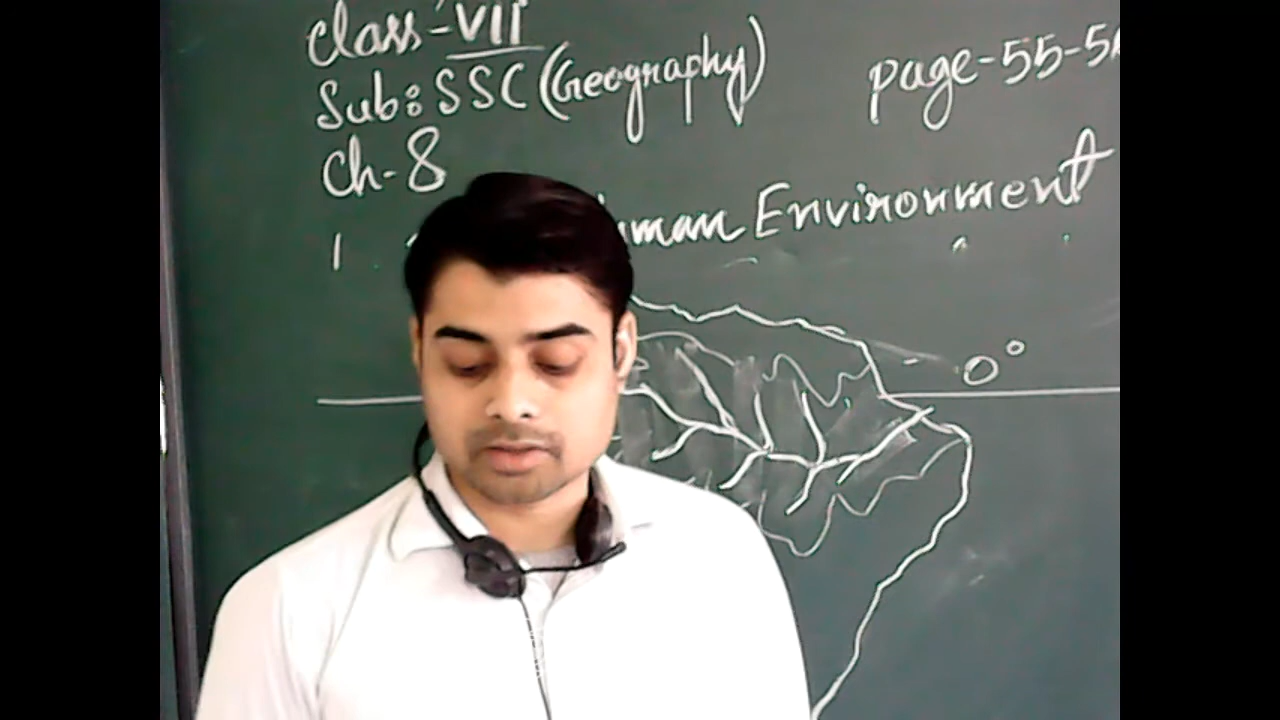 Class-VII
Sub: SSC (Geography)
page-55-5
Ch-8
Environment
0°